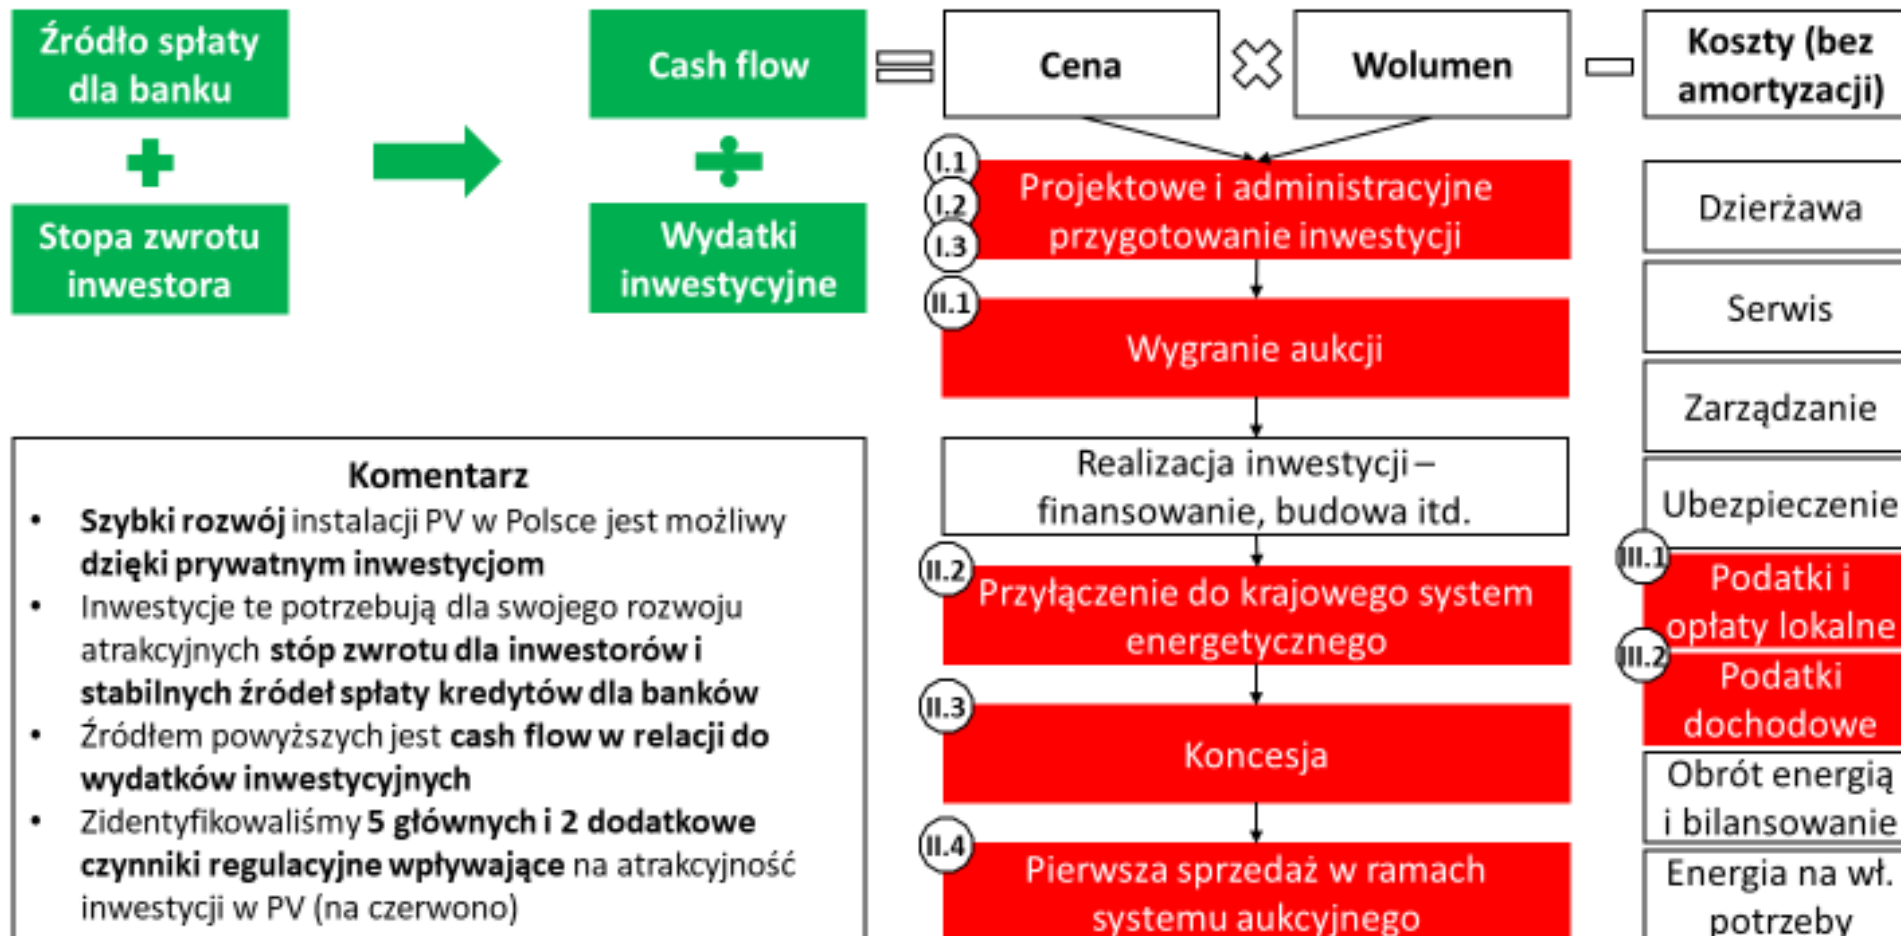 Źródło spłaty
dla banku
Stopa zwrotu
inwestora
Cash flow
Wydatki
inwestycyjne
Cena
Wolumen
Koszty (bez
amortyzacji)
I.1
I.2
I.3
Projektowe i administracyjne
przygotowanie inwestycji
II.1
Wygranie aukcji
Realizacja inwestycji –
finansowanie, budowa itd.
II.2
Przyłączenie do krajowego system
energetycznego
II.3
Koncesja
II.4
Pierwsza sprzedaż w ramach
systemu aukcyjnego
Dzierżawa
Serwis
Zarządzanie
Ubezpieczenie
III.1
Podatki i
opłaty lokalne
III.2
Podatki
dochodowe
Obrót energią
i bilansowanie
Energia na wł.
potrzeby
Komentarz
• Szybki rozwój instalacji PV w Polsce jest możliwy
dzięki prywatnym inwestycjom
• Inwestycje te potrzebują dla swojego rozwoju
atrakcyjnych stóp zwrotu dla inwestorów i
stabilnych źródeł spłaty kredytów dla banków
• Źródłem powyższych jest cash flow w relacji do
wydatków inwestycyjnych
• Zidentyfikowaliśmy 5 głównych i 2 dodatkowe
czynniki regulacyjne wpływające na atrakcyjność
inwestycji w PV (na czerwono)